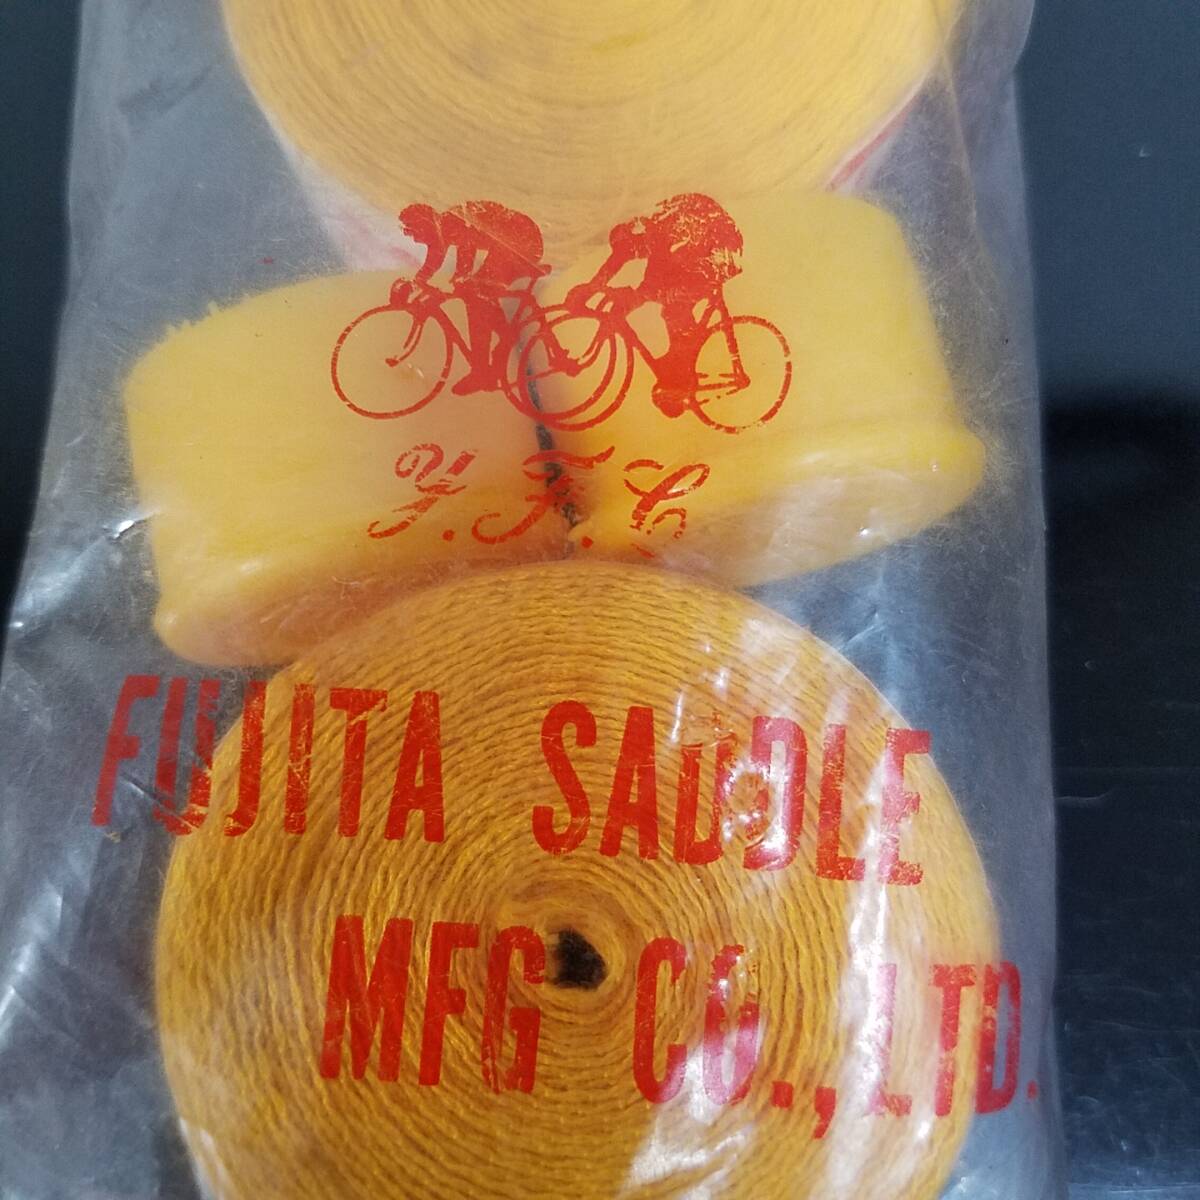 Y.F.C
FUJITA SADDLE
MFG CO., LTD.